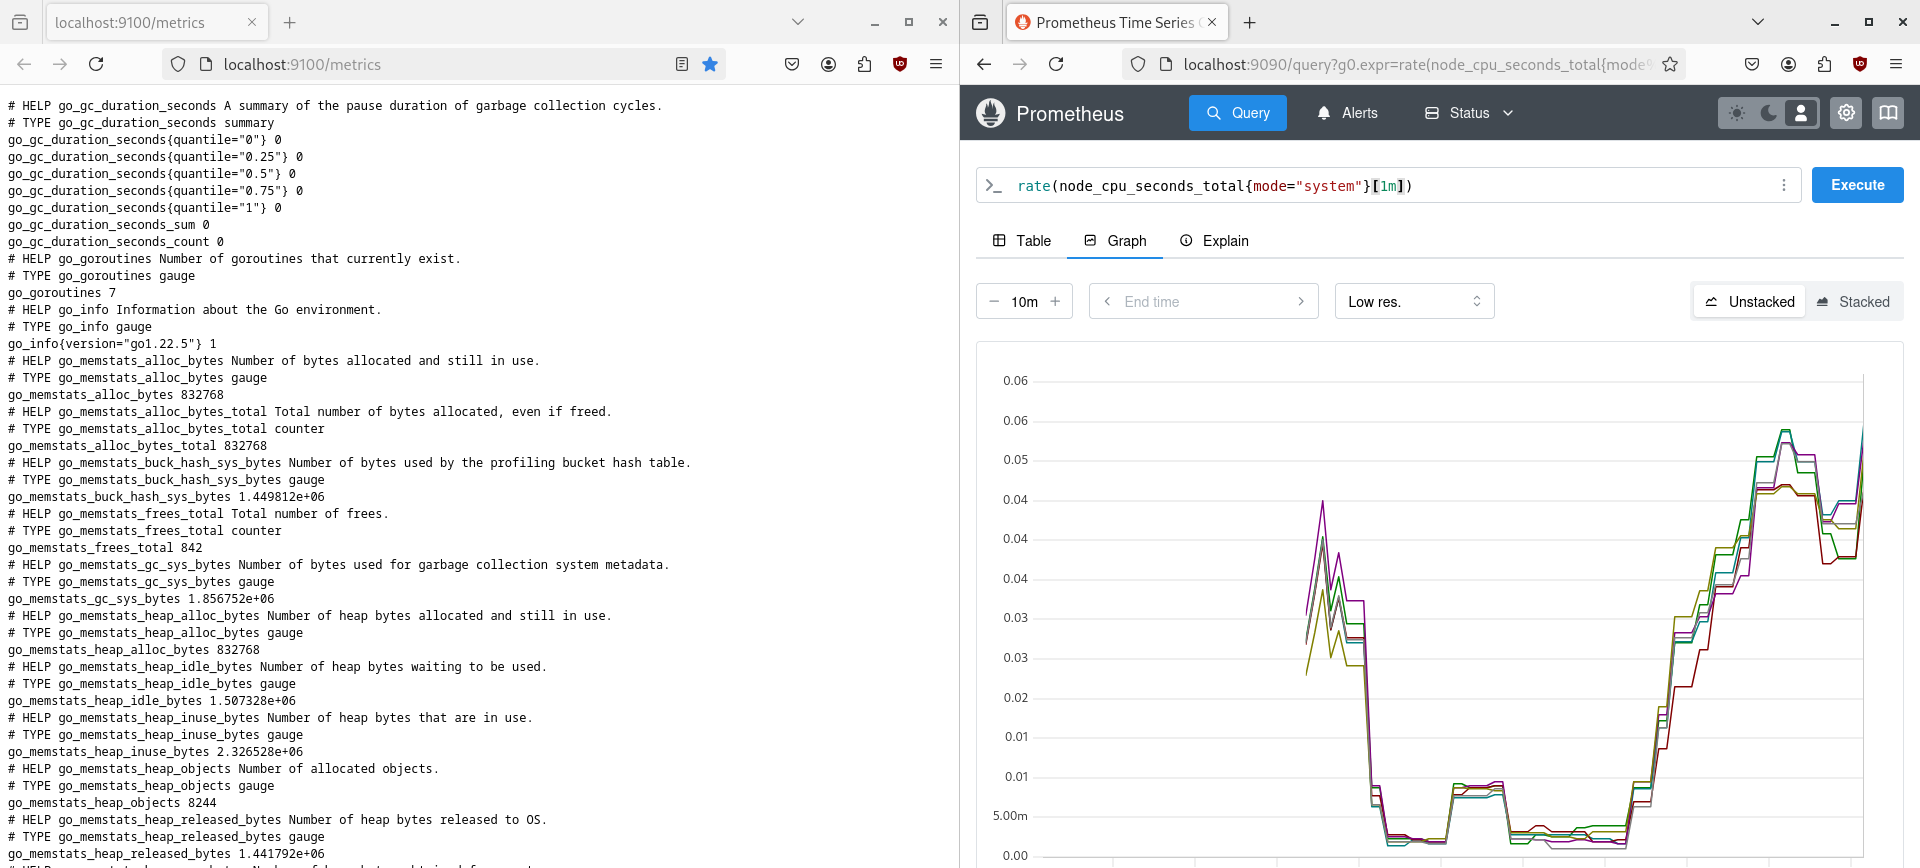 localhost:9100/metrics
localhost:9100/metrics
# HELP go_gc_duration_seconds A summary of the pause duration of garbage collection cycles.
# TYPE go_gc_duration_seconds summary
go_gc_duration_seconds{quantile="0"} 0
go_gc_duration_seconds{quantile="0.25"} 0
go_gc_duration_seconds{quantile="0.5"} 0
go_gc_duration_seconds{quantile="0.75"} 0
go_gc_duration_seconds{quantile="1"} 0
go_gc_duration_seconds_sum 0
go_gc_duration_seconds_count 0
# HELP go_goroutines Number of goroutines that currently exist.
# TYPE go_goroutines gauge
go_goroutines 7
# HELP go_info Information about the Go environment.
# TYPE go_info gauge
go_info{version="go1.22.5"} 1
# HELP go_memstats_alloc_bytes Number of bytes allocated and still in use.
# TYPE go_memstats_alloc_bytes gauge
go_memstats_alloc_bytes 832768
# HELP go_memstats_alloc_bytes_total Total number of bytes allocated, even if freed.
# TYPE go_memstats_alloc_bytes_total counter
go_memstats_alloc_bytes_total 832768
# HELP go_memstats_buck_hash_sys_bytes Number of bytes used by the profiling bucket hash table.
# TYPE go_memstats_buck_hash_sys_bytes gauge
go_memstats_buck_hash_sys_bytes 1.449812e+06
# HELP go_memstats_frees_total Total number of frees.
# TYPE go_memstats_frees_total counter
go_memstats_frees_total 842
# HELP go_memstats_gc_sys_bytes Number of bytes used for garbage collection system metadata.
# TYPE go_memstats_gc_sys_bytes gauge
go_memstats_gc_sys_bytes 1.856752e+06
# HELP go_memstats_heap_alloc_bytes Number of heap bytes allocated and still in use.
# TYPE go_memstats_heap_alloc_bytes gauge
go_memstats_heap_alloc_bytes 832768
# HELP go_memstats_heap_idle_bytes Number of heap bytes waiting to be used.
# TYPE go_memstats_heap_idle_bytes gauge
go_memstats_heap_idle_bytes 1.507328e+06
# HELP go_memstats_heap_inuse_bytes Number of heap bytes that are in use.
# TYPE go_memstats_heap_inuse_bytes gauge
go_memstats_heap_inuse_bytes 2.326528e+06
# HELP go_memstats_heap_objects Number of allocated objects.
# TYPE go_memstats_heap_objects gauge
go_memstats_heap_objects 8244
# HELP go_memstats_heap_released_bytes Number of heap bytes released to OS.
# TYPE go_memstats_heap_released_bytes gauge
go_memstats_heap_released_bytes 1.441792e+06
Prometheus Time Series
localhost:9090/query?g0.expr=rate(node_cpu_seconds_total{mode%
Prometheus Query Alerts Status
rate(node_cpu_seconds_total{mode="system"}[1m]) Execute
Table Graph Explain
10m End time Low res. Unstacked Stacked
0.06
0.06
0.05
0.04
0.04
0.04
0.03
0.03
0.02
0.01
0.01
5.00m
0.00